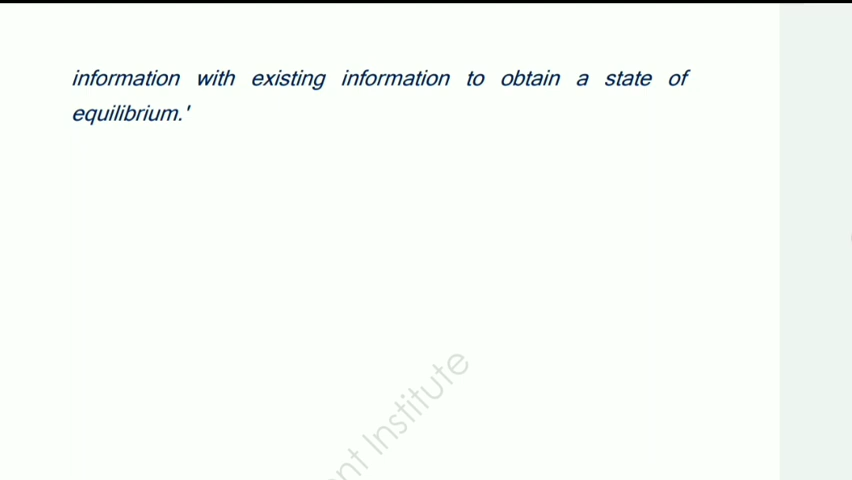 information with existing information to obtain a state of
equilibrium.'
nt Institute